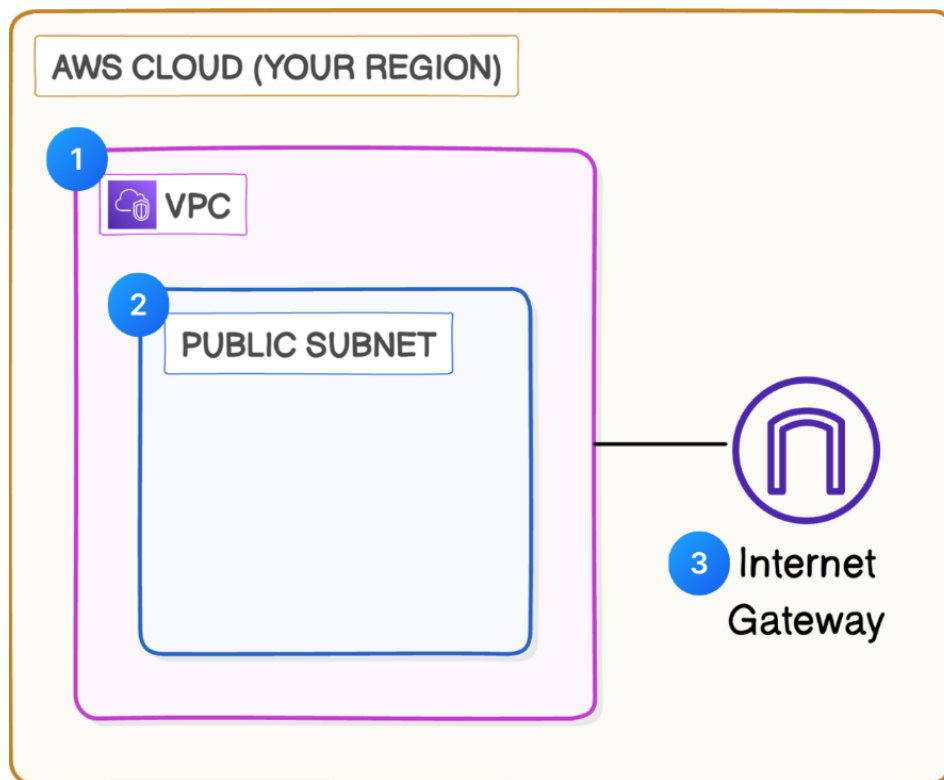 AWS CLOUD (YOUR REGION)
1
VPC
2
PUBLIC SUBNET
3 Internet
Gateway